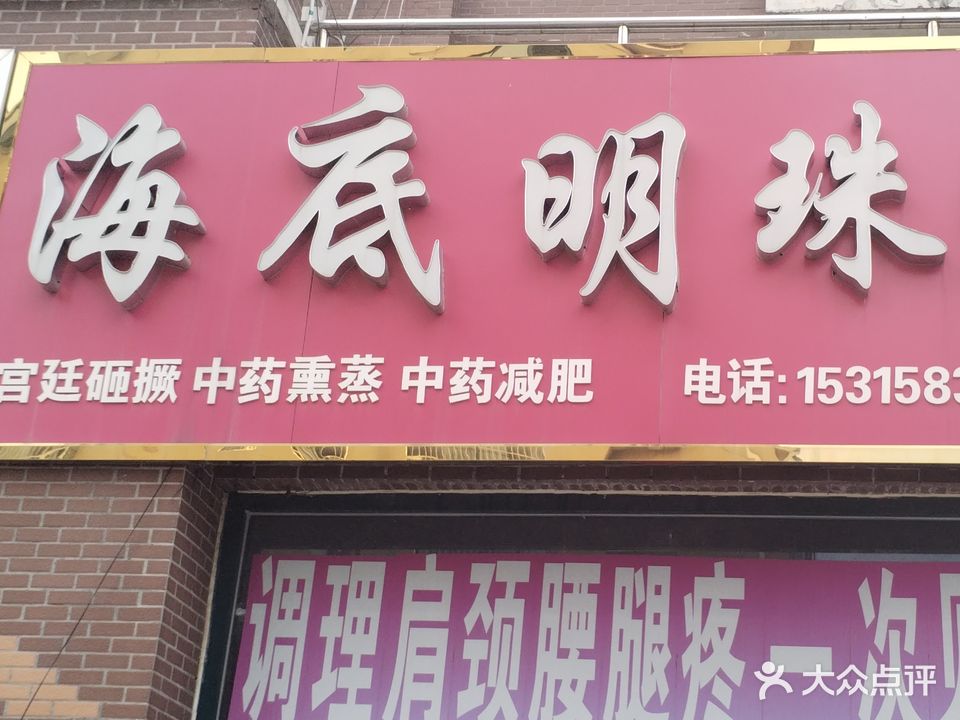 海底明珠
宫廷砸撅 中药熏蒸 中药减肥 电话:1531583
调理肩颈腰腿疼一次
大众点评